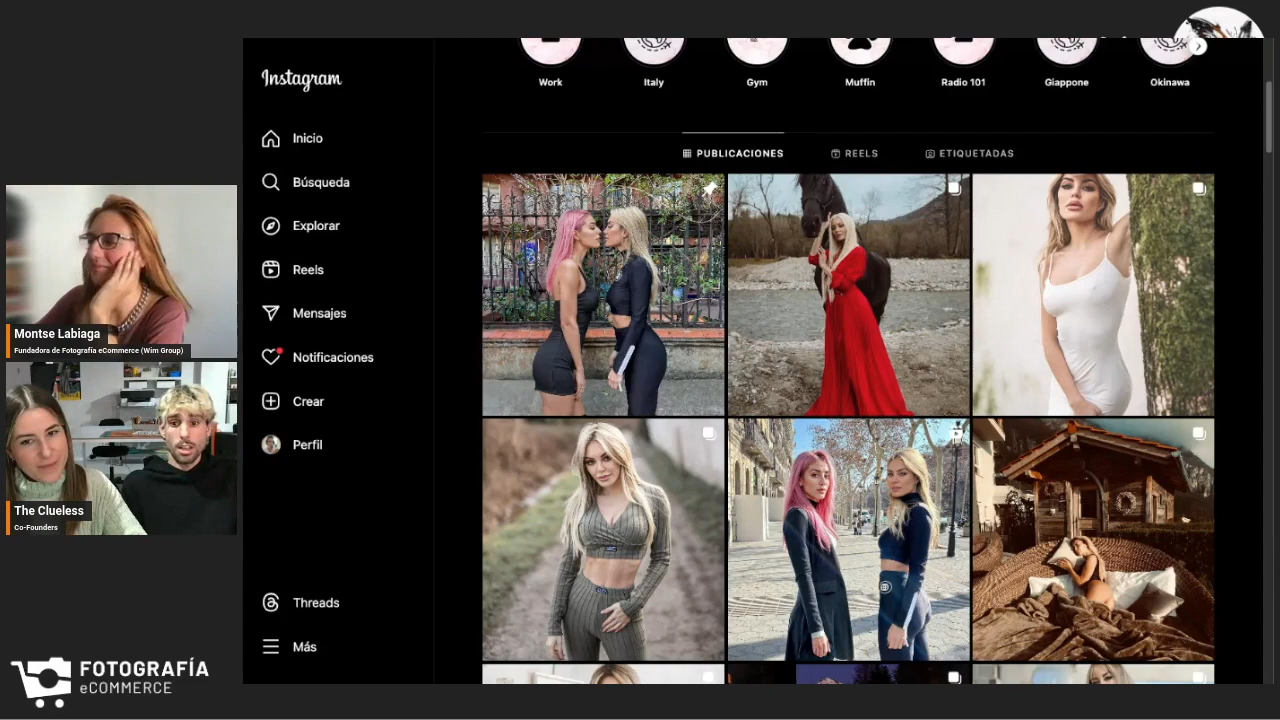 Work
Italy
Gym
Muffin
Radio 101
Giappone
Okinawa
Instagram
Inicio
Búsqueda
Explorar
Reels
Mensajes
Notificaciones
Crear
Perfil
Threads
Más
PUBLICACIONES
REELS
ETIQUETADAS
Montse Labiaga
Fundadora de Fotografía eCommerce (Wim Group)
The Clueless
Co-Founders
FOTOGRAFÍA
eCOMMERCE